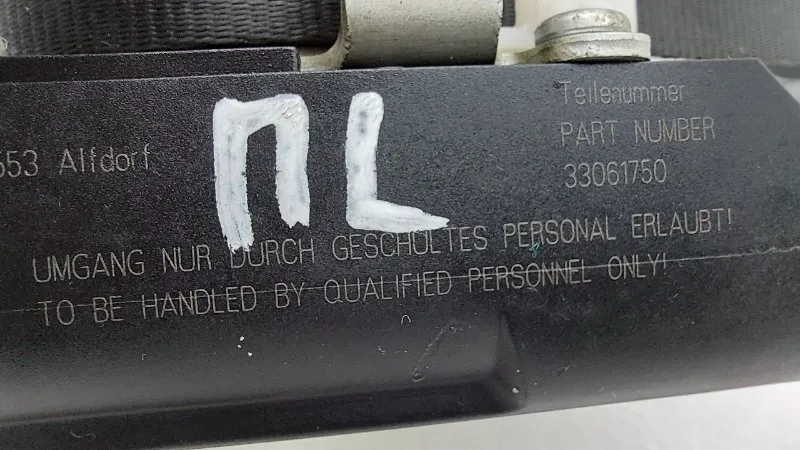 Teilenummer
PART NUMBER
33061750
553 Alfdorf
ПL
UMGANG NUR DURCH GESCHULTES PERSONAL ERLAUBT!
TO BE HANDLED BY QUALIFIED PERSONNEL ONLY!